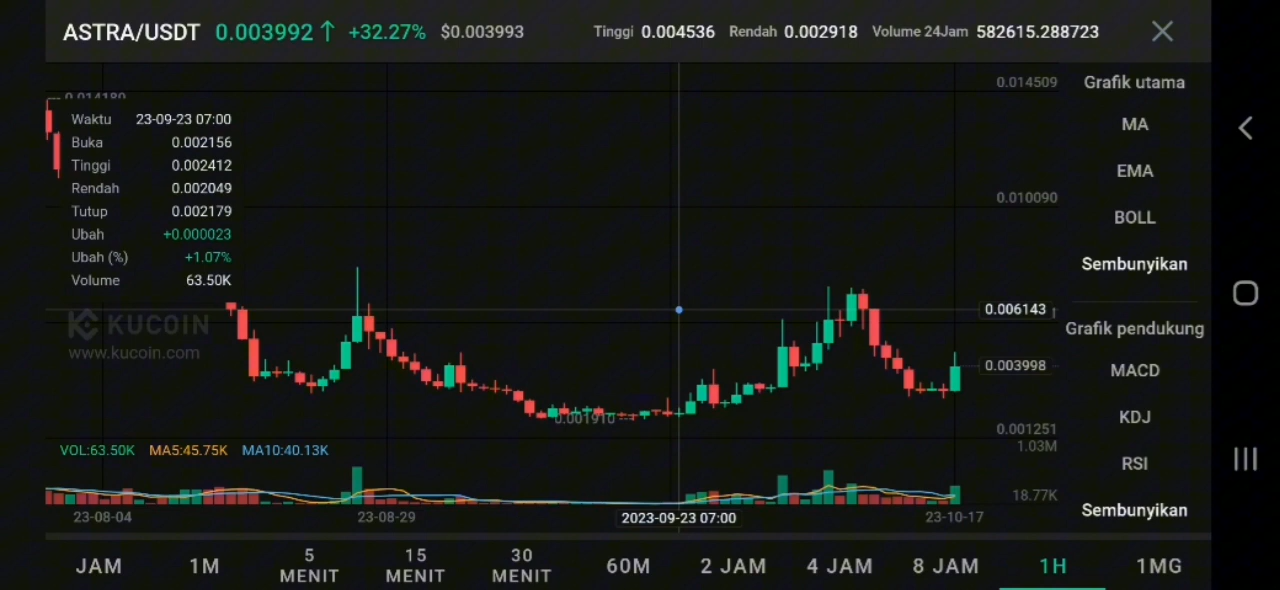 ASTRA/USDT 0.003992↑ +32.27% $0.003993 Tinggi 0.004536 Rendah 0.002918 Volume 24Jam 582615.288723
0.014509
Grafik utama
0.014180
Waktu 23-09-23 07:00
MA
Buka 0.002156
Tinggi 0.002412
EMA
Rendah 0.002049
0.010090
Tutup 0.002179
BOLL
Ubah +0.000023
Ubah (%) +1.07%
Sembunyikan
Volume 63.50K
0.006143
KUCOIN
Grafik pendukung
www.kucoin.com
0.003998
MACD
0.001910
KDJ
0.001251
1.03M
VOL:63.50K MA5:45.75K MA10:40.13K
RSI
18.77K
Sembunyikan
23-08-04 23-08-29 2023-09-23 07:00 23-10-17
JAM 1M 5 MENIT 15 MENIT 30 MENIT 60M 2 JAM 4 JAM 8 JAM 1H 1MG